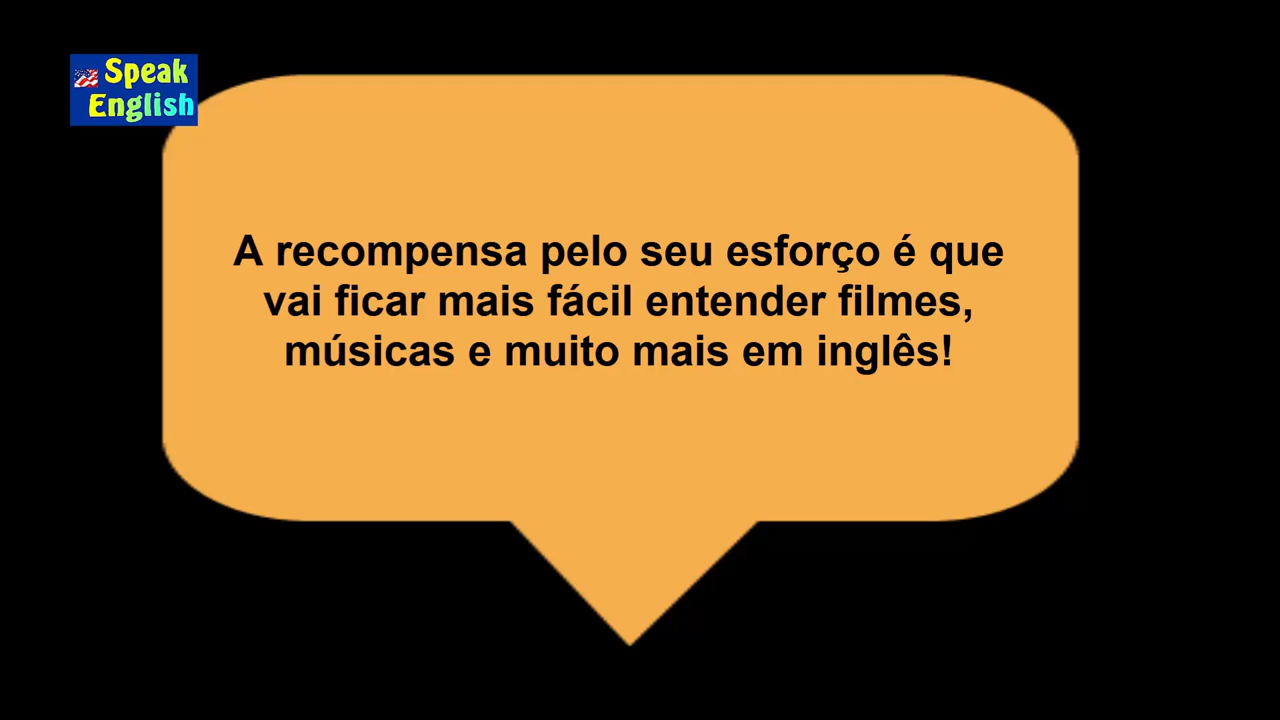 Speak
English
A recompensa pelo seu esforço é que
vai ficar mais fácil entender filmes,
músicas e muito mais em inglês!